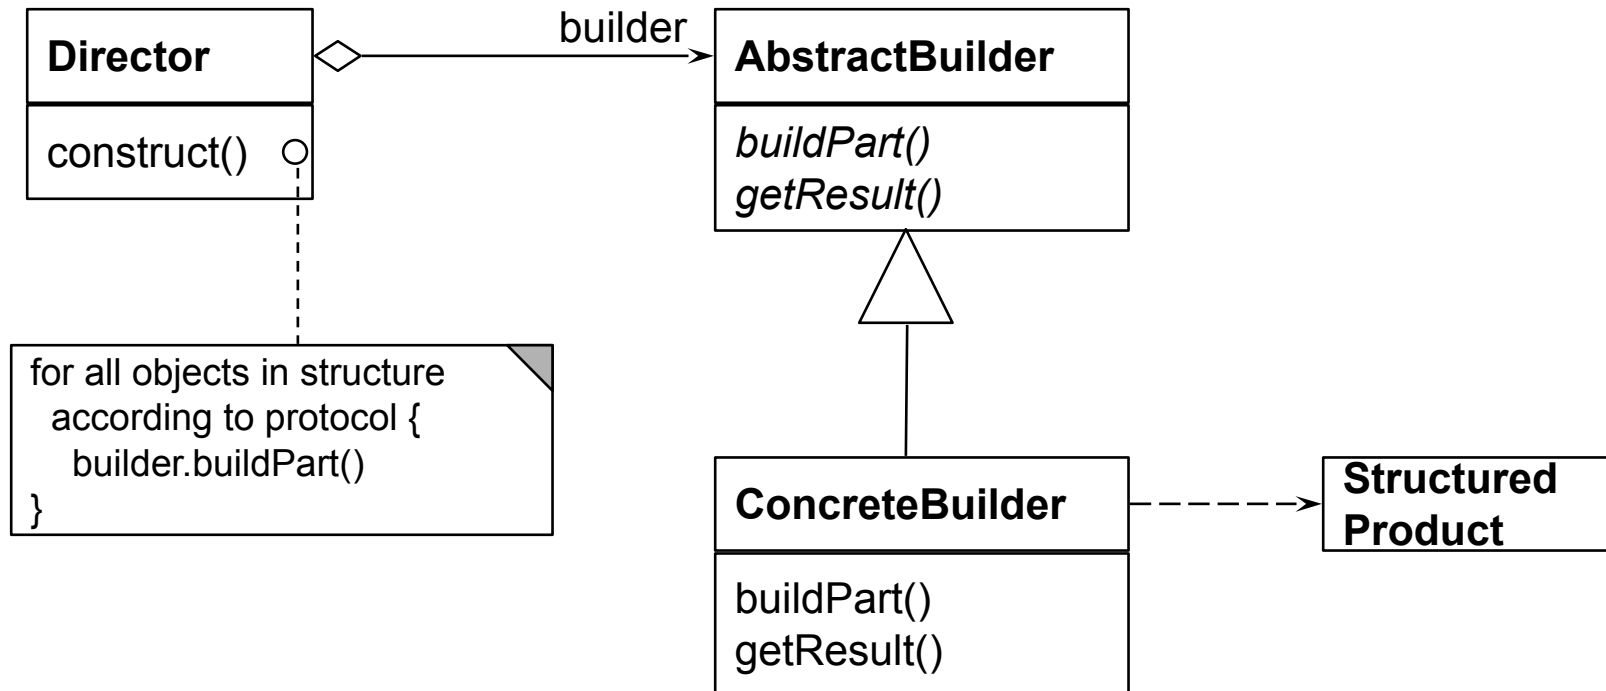 Director
construct()
builder
AbstractBuilder
buildPart()
getResult()
for all objects in structure
according to protocol {
builder.buildPart()
}
ConcreteBuilder
buildPart()
getResult()
Structured
Product